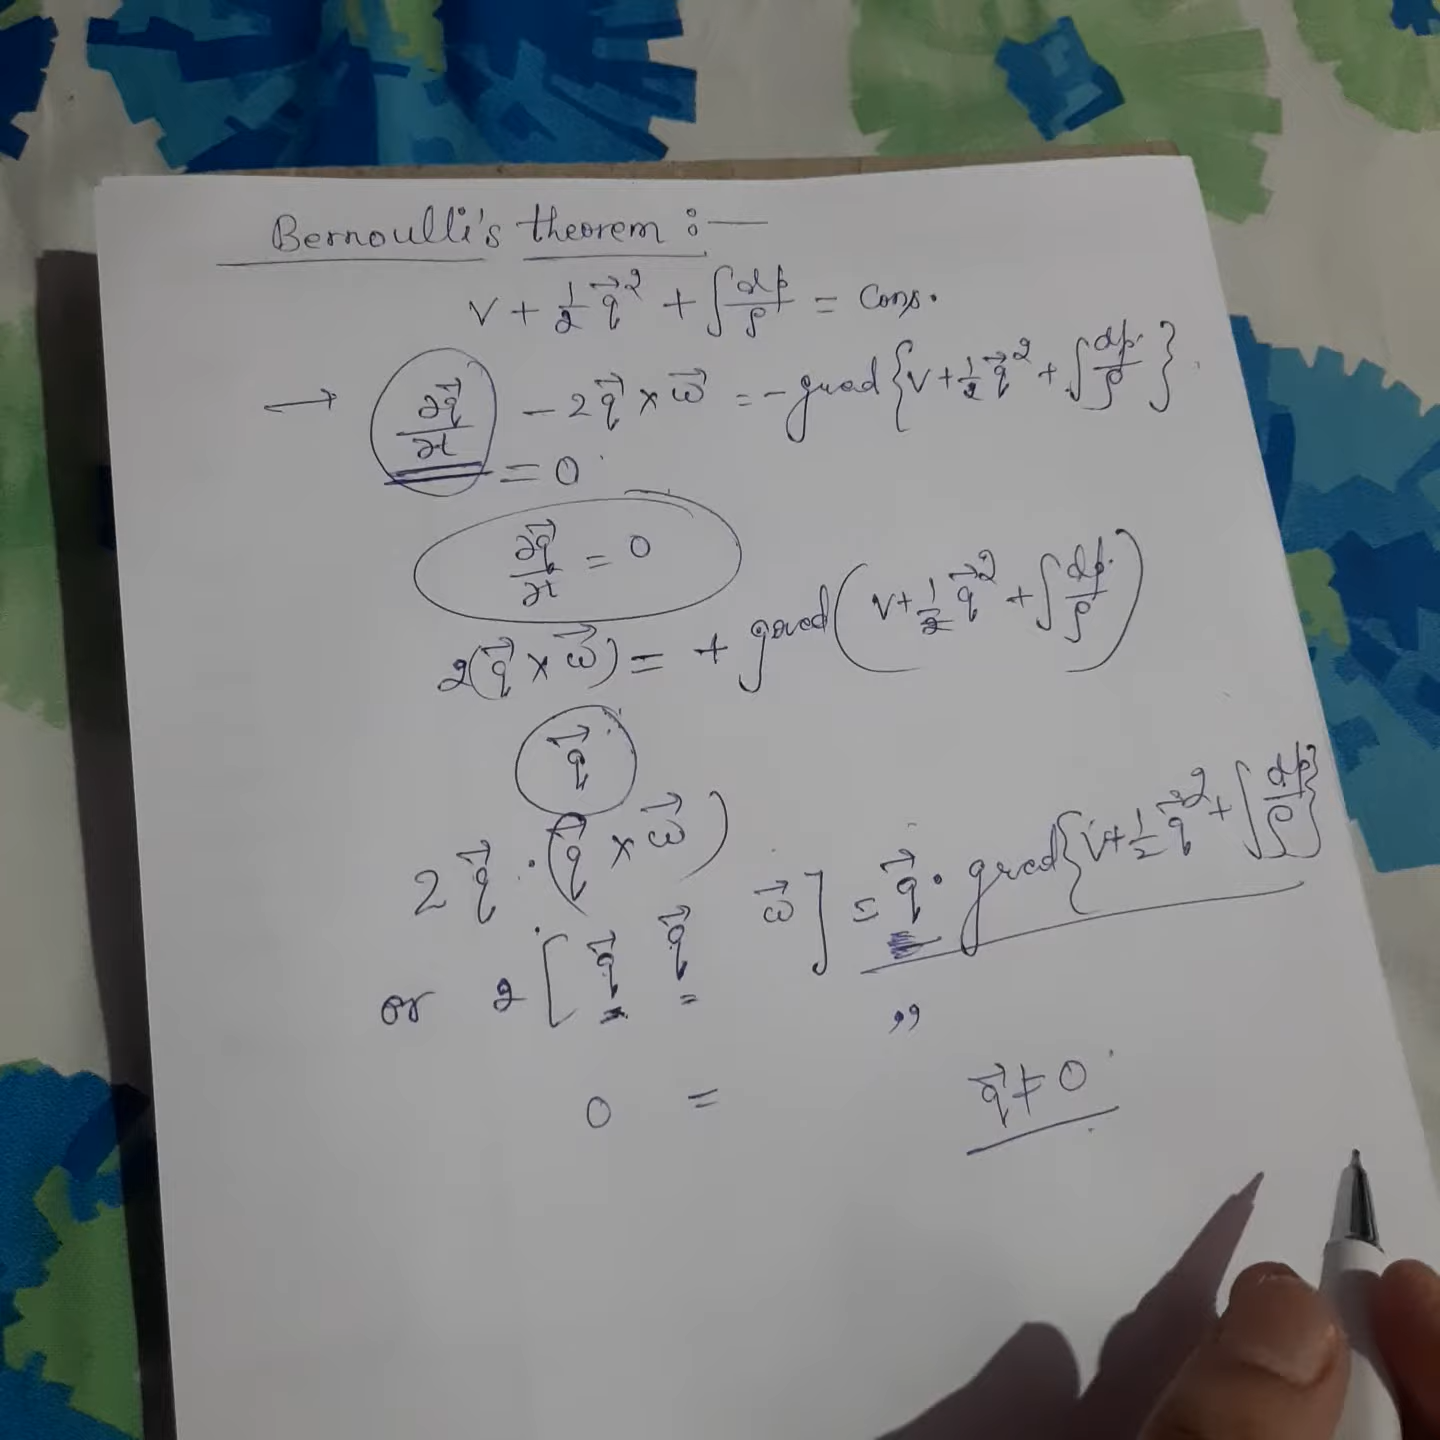 Bernoulli's theorem :—
V + 1/2 q⃗² + ∫ dp/ρ = cons.
→ ∂q⃗/∂t − 2q⃗ × ω⃗ = − grad {V + 1/2 q⃗² + ∫ dp/ρ}
= 0
∂q⃗/∂t = 0
2(q⃗ × ω⃗) = + grad (V + 1/2 q⃗² + ∫ dp/ρ)
q⃗
2 q⃗ · (q⃗ × ω⃗)
or 2 [q⃗ q⃗ ω⃗] = q⃗ · grad {V + 1/2 q⃗² + ∫ dp/ρ}
0 = ,,
q⃗ ≠ 0